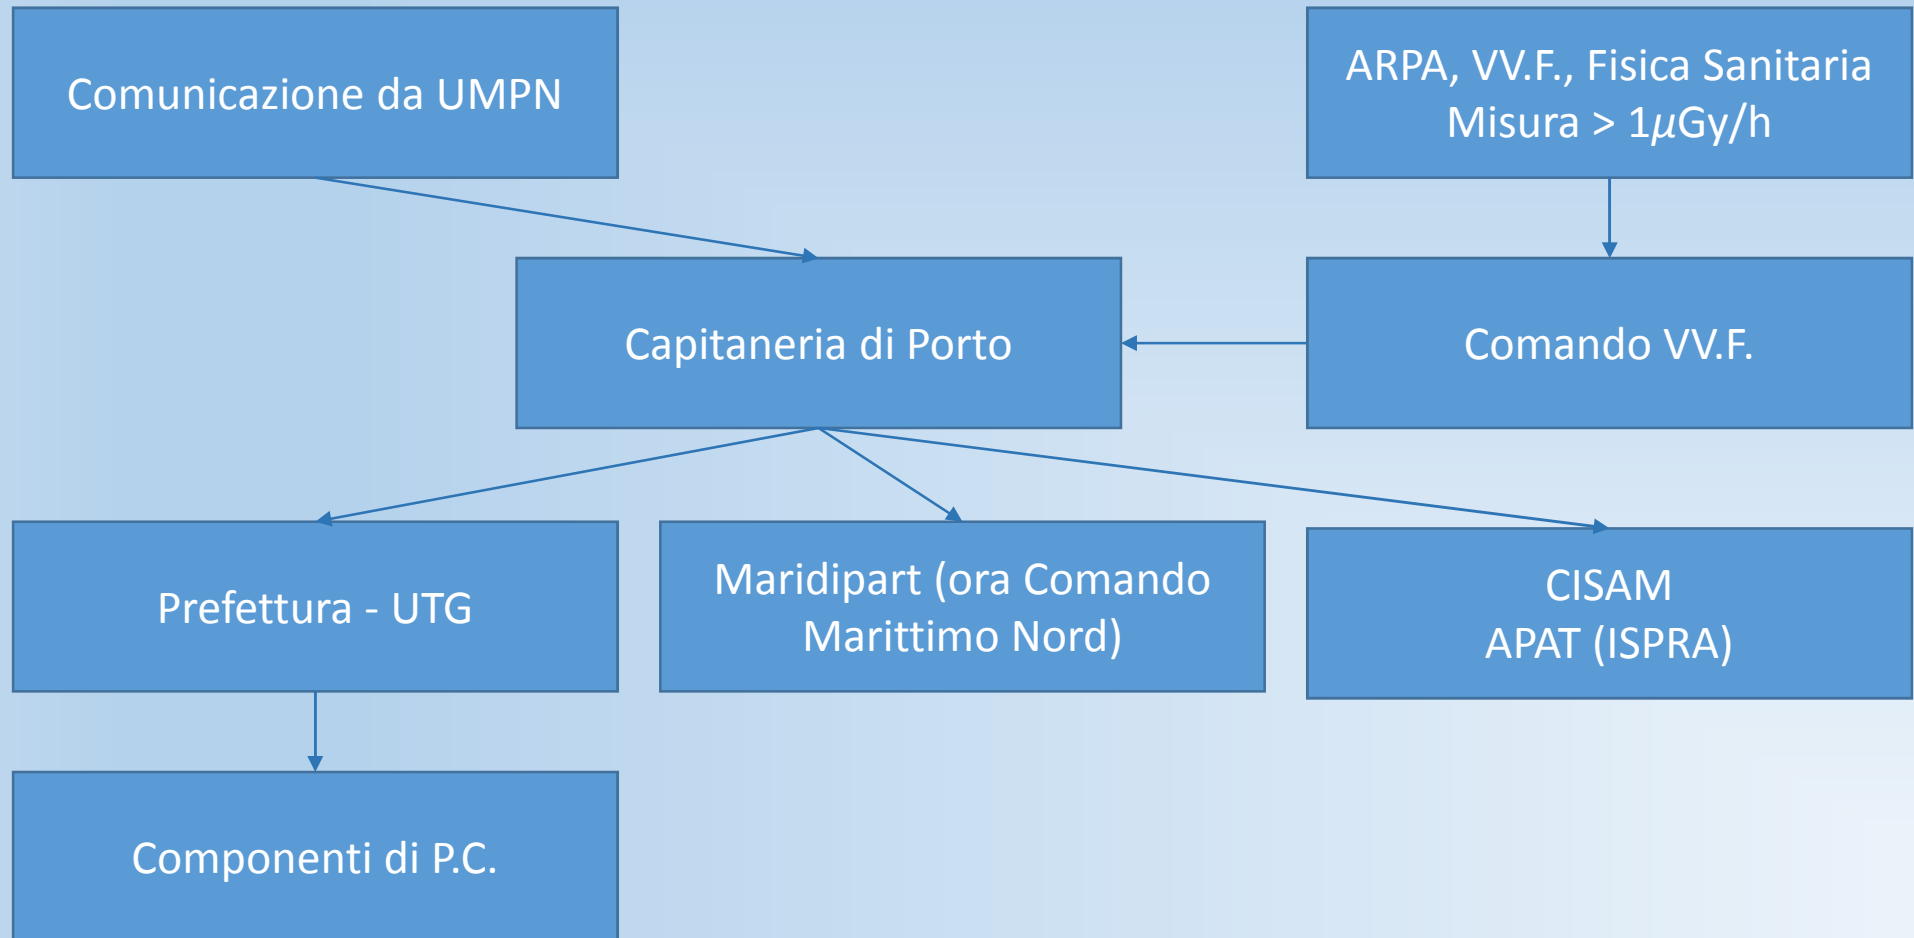 Comunicazione da UMPN
ARPA, VV.F., Fisica Sanitaria
Misura > 1μGy/h
Capitaneria di Porto
Comando VV.F.
Prefettura - UTG
Maridipart (ora Comando
Marittimo Nord)
CISAM
APAT (ISPRA)
Componenti di P.C.